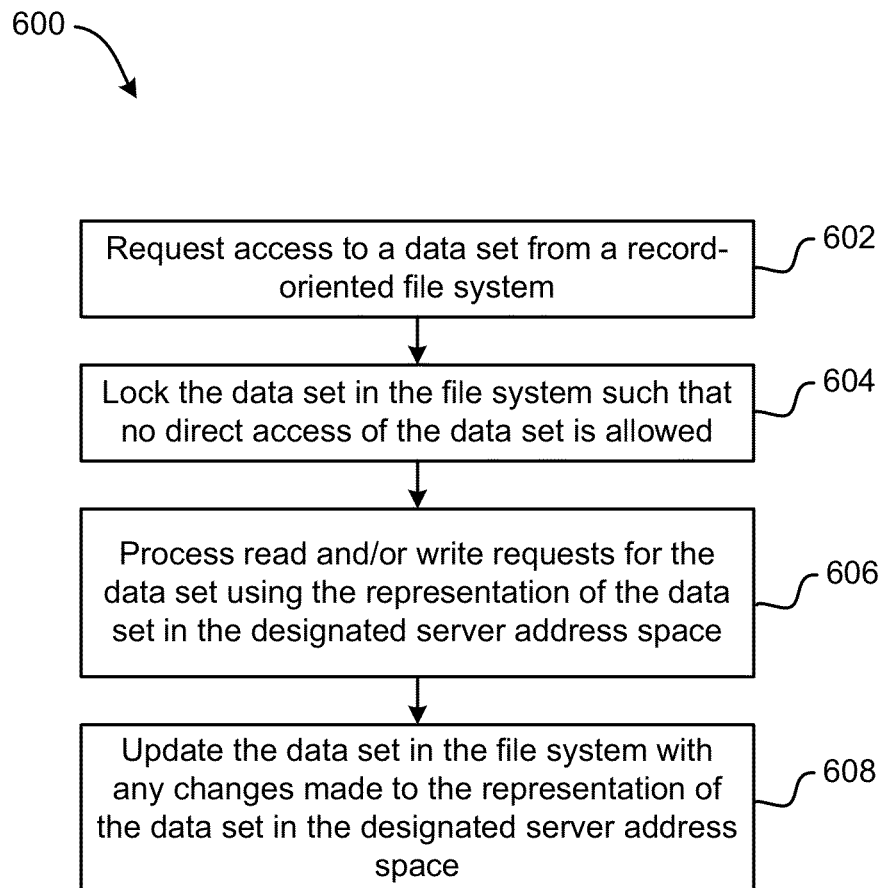 600
Request access to a data set from a record-
oriented file system
602
Lock the data set in the file system such that
no direct access of the data set is allowed
604
Process read and/or write requests for the
data set using the representation of the data
set in the designated server address space
606
Update the data set in the file system with
any changes made to the representation of
the data set in the designated server address
space
608